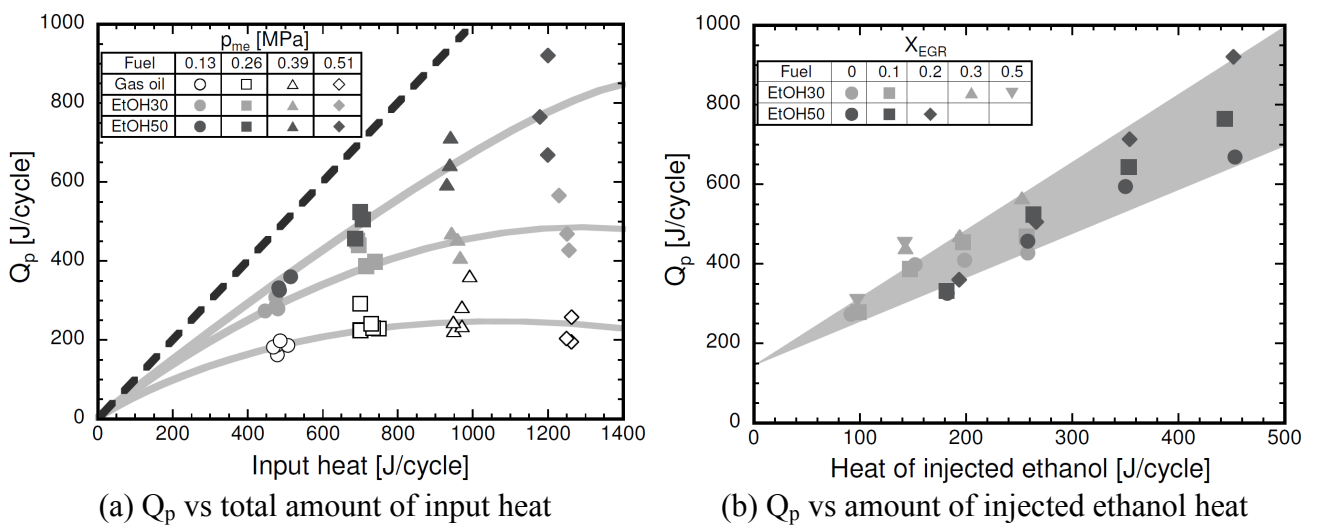 p_me [MPa]
Fuel 0.13 0.26 0.39 0.51
Gas oil
EtOH30
EtOH50
1000
800
600
400
200
0
Q_p [J/cycle]
0 200 400 600 800 1000 1200 1400
Input heat [J/cycle]
(a) Q_p vs total amount of input heat
X_EGR
Fuel 0 0.1 0.2 0.3 0.5
EtOH30
EtOH50
1000
800
600
400
200
0
Q_p [J/cycle]
0 100 200 300 400 500
Heat of injected ethanol [J/cycle]
(b) Q_p vs amount of injected ethanol heat